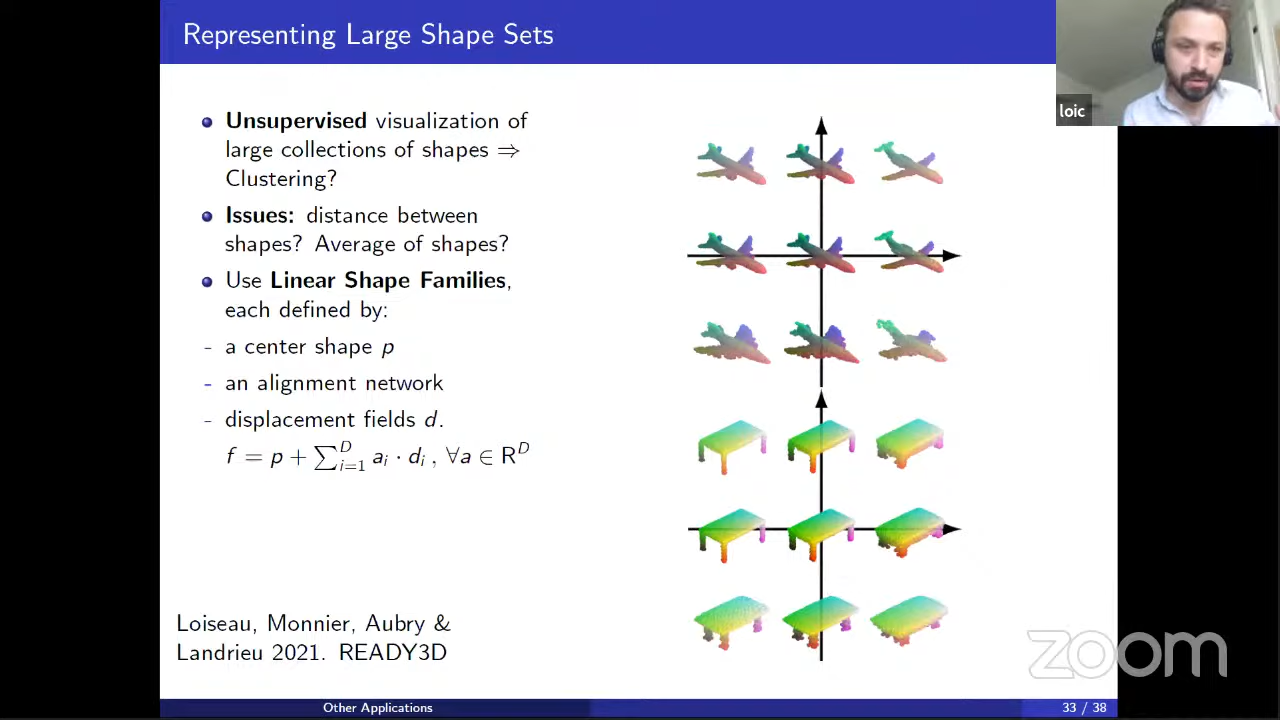 Representing Large Shape Sets
loic
Unsupervised visualization of
large collections of shapes ⇒
Clustering?
Issues: distance between
shapes? Average of shapes?
Use Linear Shape Families,
each defined by:
- a center shape p
- an alignment network
- displacement fields d.
f = p + ∑_{i=1}^{D} a_i · d_i , ∀a ∈ R^D
Loiseau, Monnier, Aubry &
Landrieu 2021. READY3D
zoom
Other Applications
33 / 38